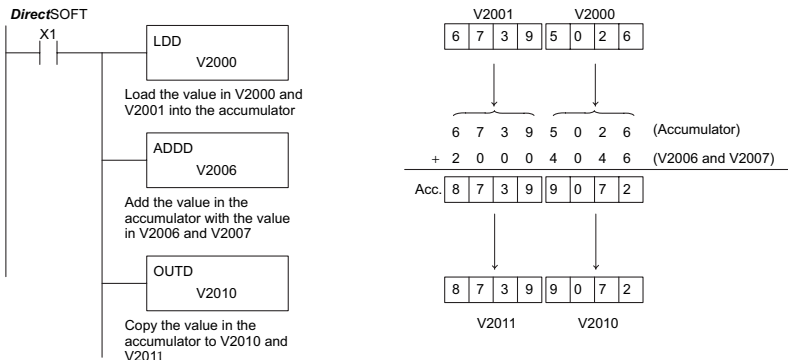 DirectSOFT
X1
LDD
V2000
Load the value in V2000 and
V2001 into the accumulator
ADDD
V2006
Add the value in the
accumulator with the value
in V2006 and V2007
OUTD
V2010
Copy the value in the
accumulator to V2010 and
V2011
V2001 V2000
6 7 3 9 5 0 2 6
6 7 3 9 5 0 2 6 (Accumulator)
+ 2 0 0 0 4 0 4 6 (V2006 and V2007)
Acc. 8 7 3 9 9 0 7 2
8 7 3 9 9 0 7 2
V2011 V2010